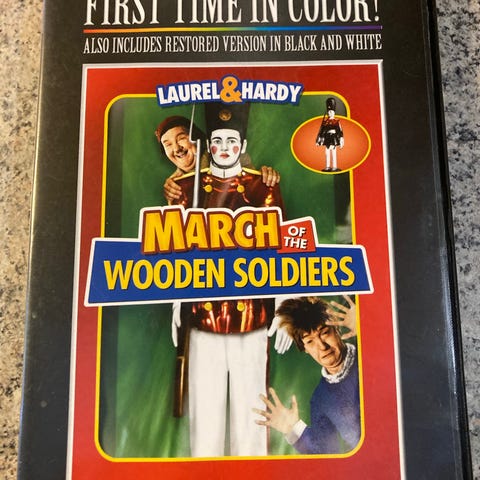 FIRST TIME IN COLOR!
ALSO INCLUDES RESTORED VERSION IN BLACK AND WHITE
LAUREL & HARDY
MARCH OF THE
WOODEN SOLDIERS